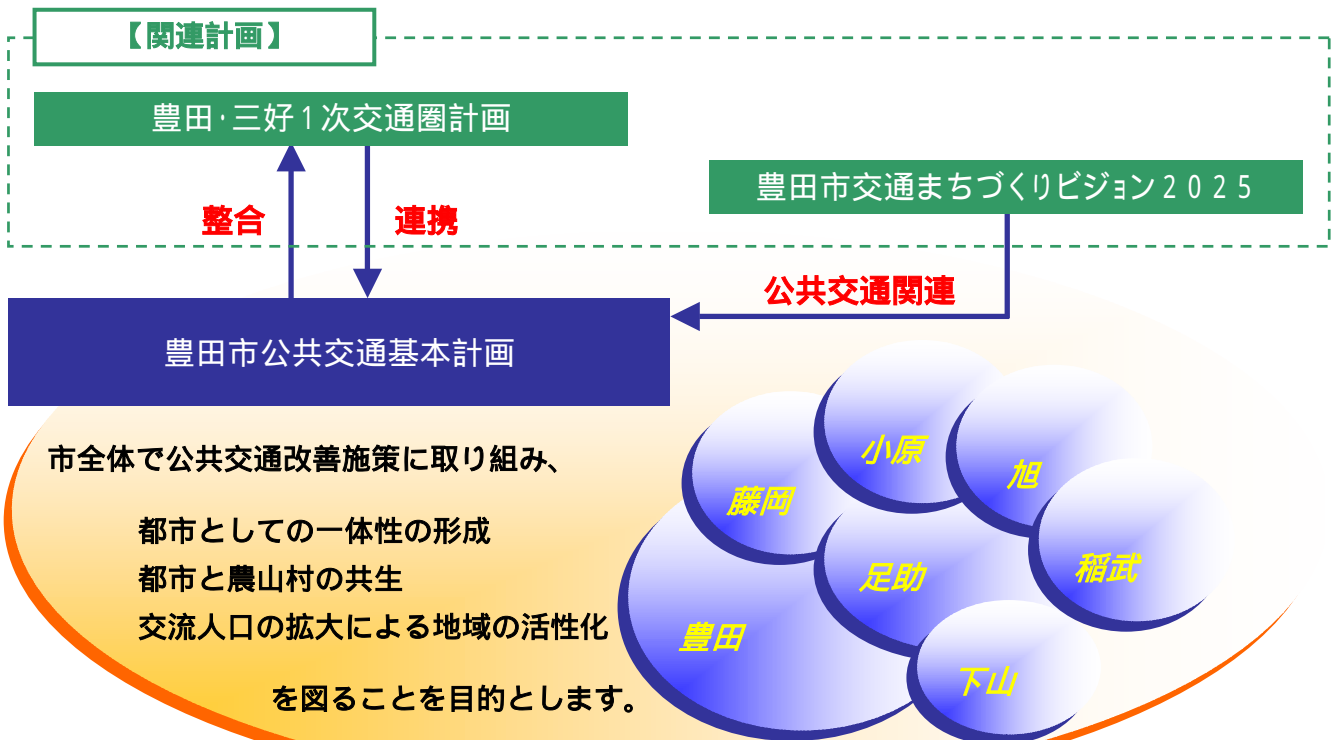 【関連計画】
豊田・三好1次交通圏計画
豊田市交通まちづくりビジョン2025
整合
連携
公共交通関連
豊田市公共交通基本計画
市全体で公共交通改善施策に取り組み、
都市としての一体性の形成
都市と農山村の共生
交流人口の拡大による地域の活性化
を図ることを目的とします。
小原
旭
藤岡
稲武
足助
豊田
下山